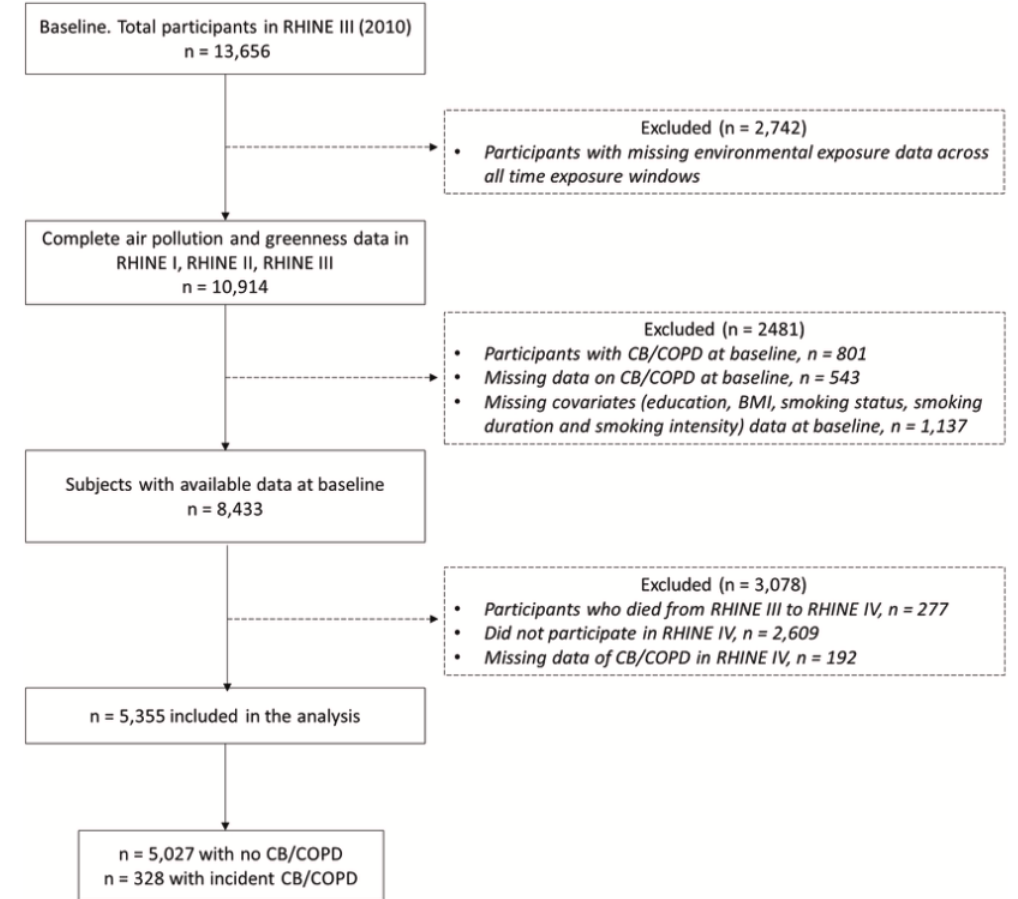 Baseline. Total participants in RHINE III (2010)
n = 13,656
Excluded (n = 2,742)
• Participants with missing environmental exposure data across
all time exposure windows
Complete air pollution and greenness data in
RHINE I, RHINE II, RHINE III
n = 10,914
Excluded (n = 2481)
• Participants with CB/COPD at baseline, n = 801
• Missing data on CB/COPD at baseline, n = 543
• Missing covariates (education, BMI, smoking status, smoking
duration and smoking intensity) data at baseline, n = 1,137
Subjects with available data at baseline
n = 8,433
Excluded (n = 3,078)
• Participants who died from RHINE III to RHINE IV, n = 277
• Did not participate in RHINE IV, n = 2,609
• Missing data of CB/COPD in RHINE IV, n = 192
n = 5,355 included in the analysis
n = 5,027 with no CB/COPD
n = 328 with incident CB/COPD